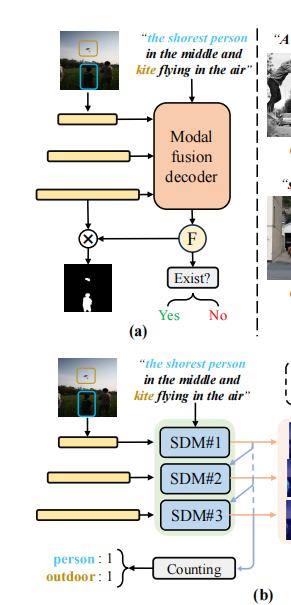 “the shorest person
in the middle and
kite flying in the air”
Modal
fusion
decoder
F
Exist?
Yes No
(a)
“A
“s
“the shorest person
in the middle and
kite flying in the air”
SDM#1
SDM#2
SDM#3
Counting
person : 1
outdoor : 1
(b)